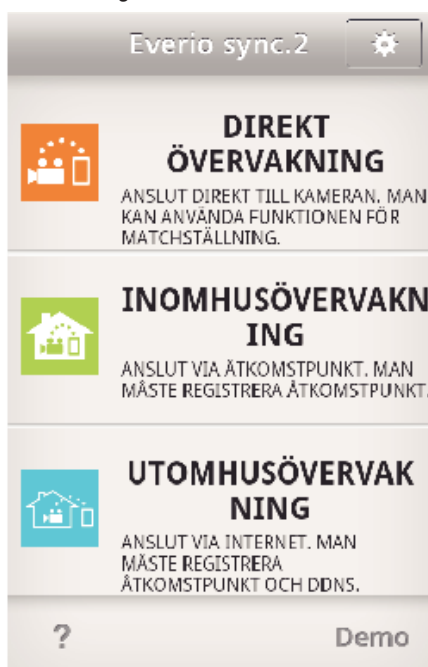 Everio sync.2
DIREKT
ÖVERVAKNING
ANSLUT DIREKT TILL KAMERAN. MAN
KAN ANVÄNDA FUNKTIONEN FÖR
MATCHSTÄLLNING.
INOMHUSÖVERVAKN
ING
ANSLUT VIA ÅTKOMSTPUNKT. MAN
MÅSTE REGISTRERA ÅTKOMSTPUNKT.
UTOMHUSÖVERVAK
NING
ANSLUT VIA INTERNET. MAN
MÅSTE REGISTRERA
ÅTKOMSTPUNKT OCH DDNS.
? Demo